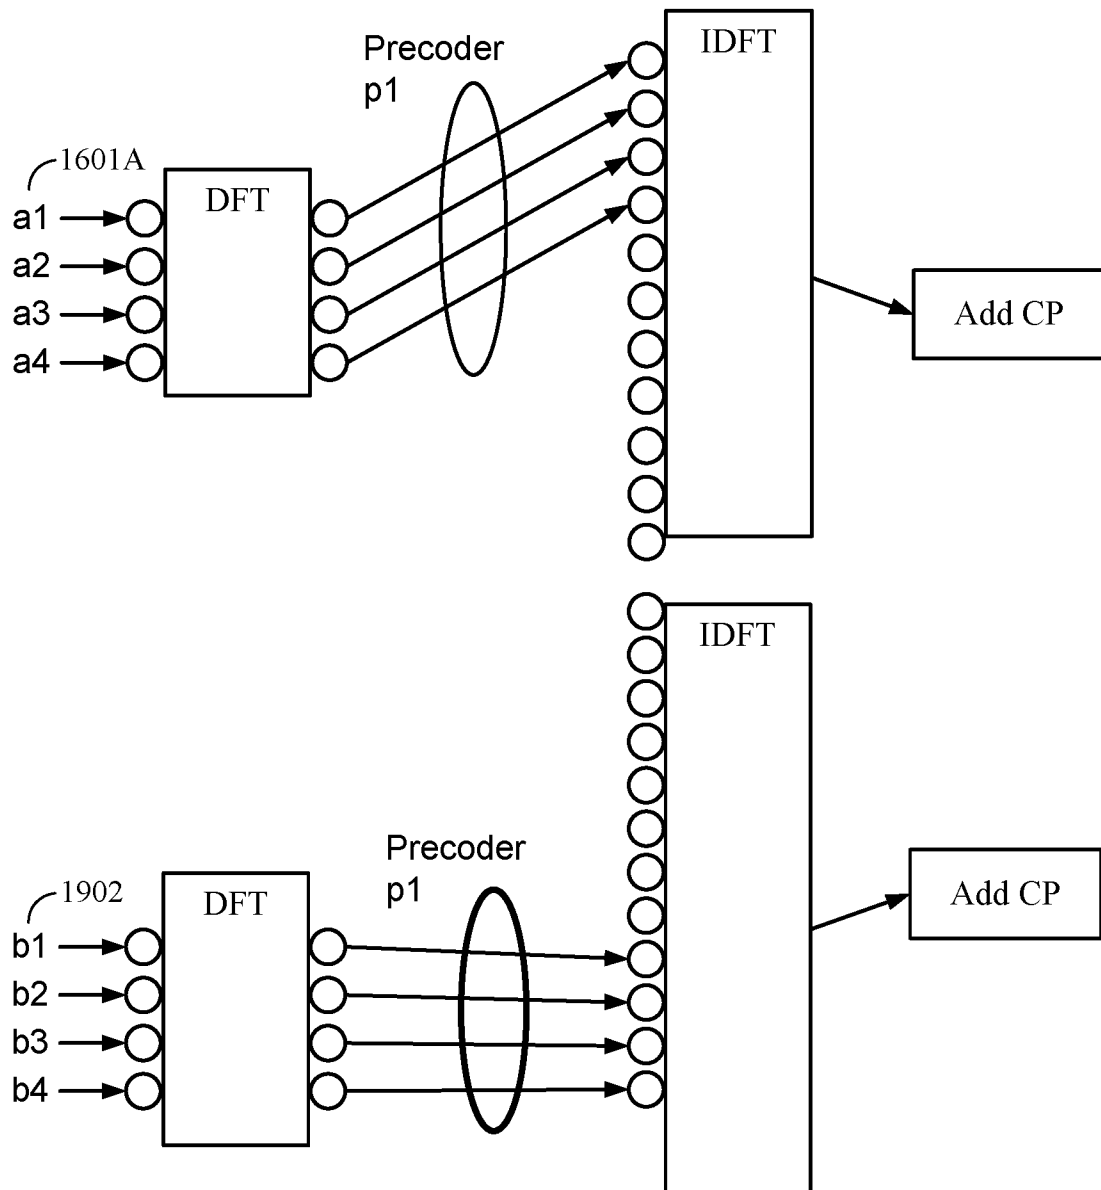 Precoder
p1
IDFT
1601A
DFT
a1
a2
a3
a4
Add CP
IDFT
Precoder
p1
1902
DFT
b1
b2
b3
b4
Add CP